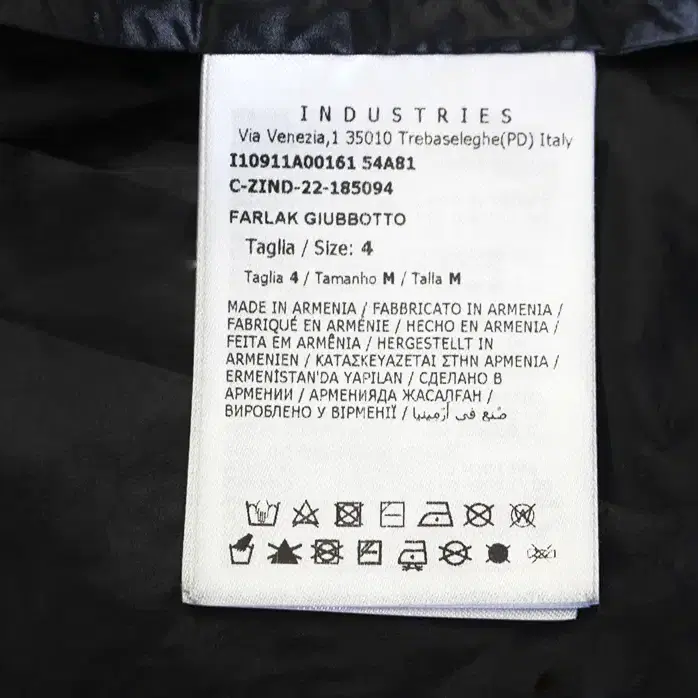 INDUSTRIES
Via Venezia,1 35010 Trebaseleghe(PD) Italy
I10911A00161 54A81
C-ZIND-22-185094
FARLAK GIUBBOTTO
Taglia / Size: 4
Taglia 4 / Tamanho M / Talla M
MADE IN ARMENIA / FABBRICATO IN ARMENIA /
FABRIQUÉ EN ARMÉNIE / HECHO EN ARMENIA /
FEITA EM ARMÊNIA / HERGESTELLT IN
ARMENIEN / ΚΑΤΑΣΚΕΥΑΖΕΤΑΙ ΣΤΗΝ ΑΡΜΕΝΙΑ /
ERMENİSTAN'DA YAPILAN / СДЕЛАНО В
АРМЕНИИ / АРМЕНИЯДА ЖАСАЛҒАН /
ВИРОБЛЕНО У ВІРМЕНІЇ / صنع في أرمينيا